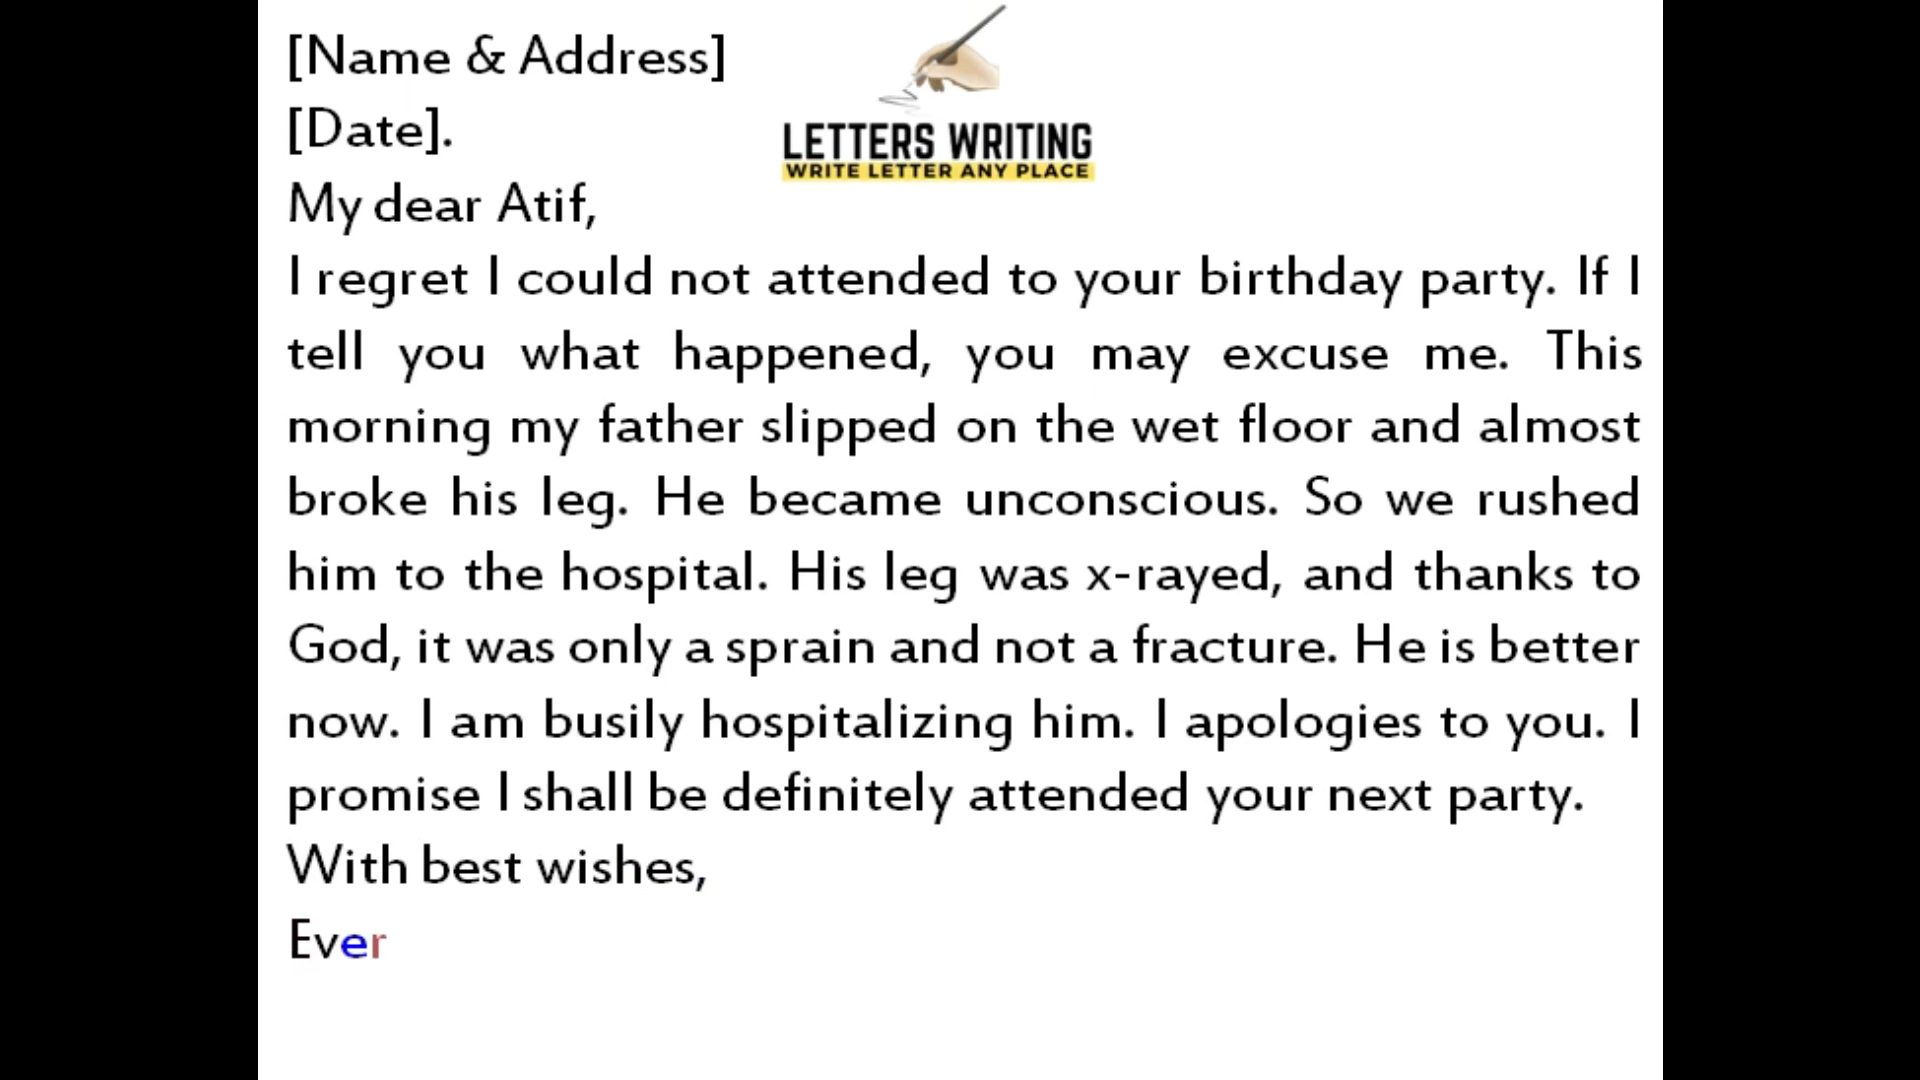 [Name & Address]
[Date].
LETTERS WRITING
WRITE LETTER ANY PLACE
My dear Atif,
I regret I could not attended to your birthday party. If I
tell you what happened, you may excuse me. This
morning my father slipped on the wet floor and almost
broke his leg. He became unconscious. So we rushed
him to the hospital. His leg was x-rayed, and thanks to
God, it was only a sprain and not a fracture. He is better
now. I am busily hospitalizing him. I apologies to you. I
promise I shall be definitely attended your next party.
With best wishes,
Ever